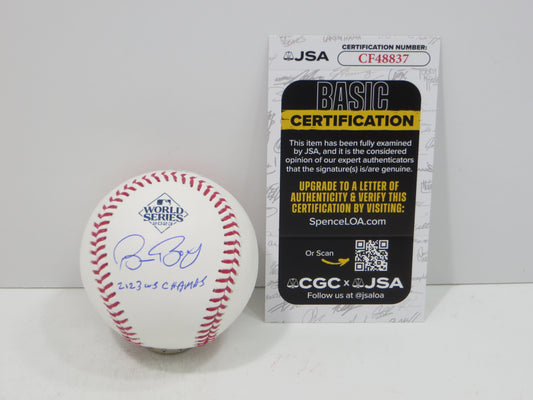 WORLD
SERIES
2023
2123 WS CHAMPS
JSA
CERTIFICATION NUMBER:
CF48837
BASIC
CERTIFICATION
This item has been fully examined
by JSA, and it is the considered
opinion of our expert authenticators
that the signature(s) is/are genuine.
UPGRADE TO A LETTER OF
AUTHENTICITY & VERIFY THIS
CERTIFICATION BY VISITING:
SpenceLOA.com
Or Scan
CGC x JSA
Follow us at @jsaloa